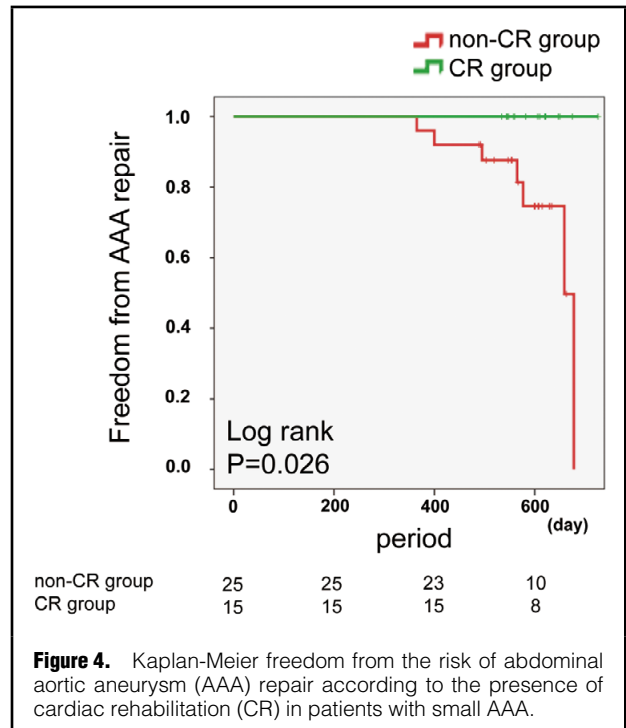 non-CR group
CR group
Freedom from AAA repair
1.0
0.8
0.6
0.4
0.2
0.0
Log rank
P=0.026
0 200 400 600
(day)
period
non-CR group 25 25 23 10
CR group 15 15 15 8
Figure 4. Kaplan-Meier freedom from the risk of abdominal
aortic aneurysm (AAA) repair according to the presence of
cardiac rehabilitation (CR) in patients with small AAA.